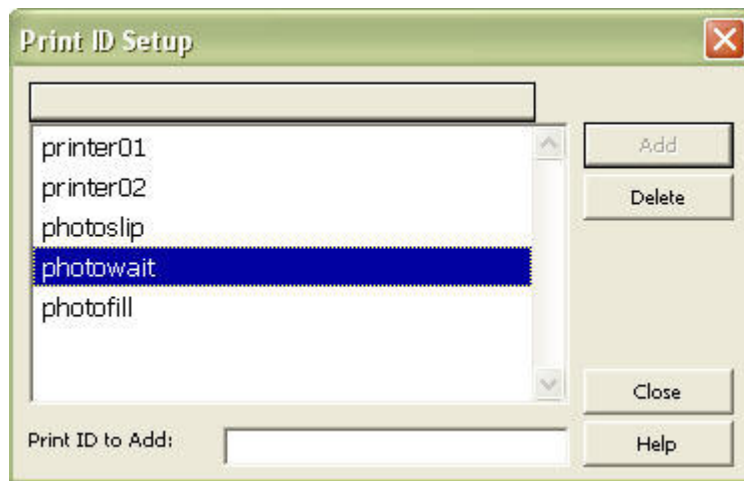 Print ID Setup
printer01
Add
printer02
Delete
photoslip
photowait
photofill
Close
Print ID to Add:
Help